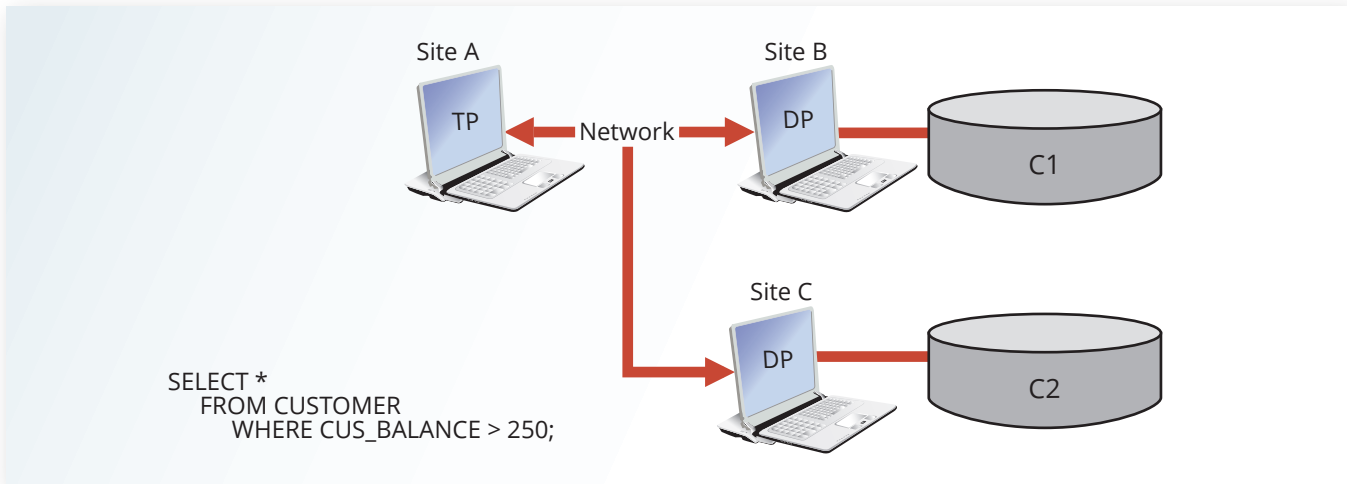 Site A
Site B
TP
Network
DP
C1
Site C
DP
C2
SELECT *
FROM CUSTOMER
WHERE CUS_BALANCE > 250;